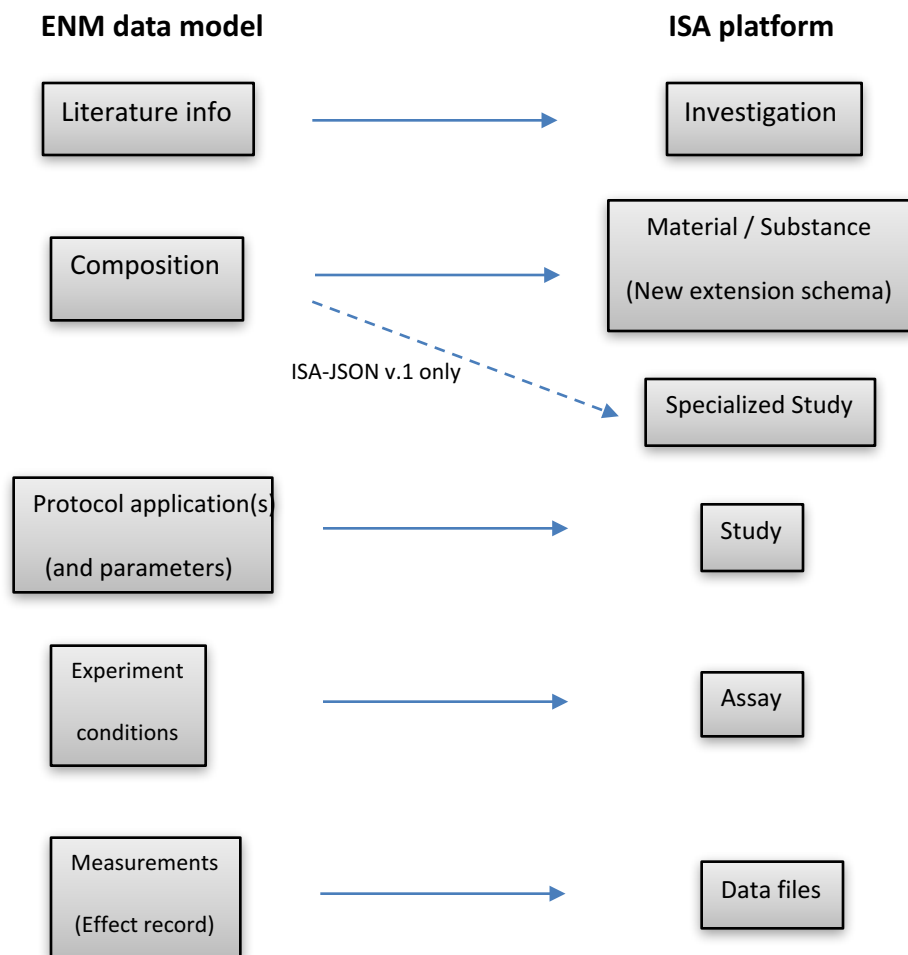 ENM data model
ISA platform
Literature info
Investigation
Composition
Material / Substance
(New extension schema)
ISA-JSON v.1 only
Specialized Study
Protocol application(s)
(and parameters)
Study
Experiment
conditions
Assay
Measurements
(Effect record)
Data files